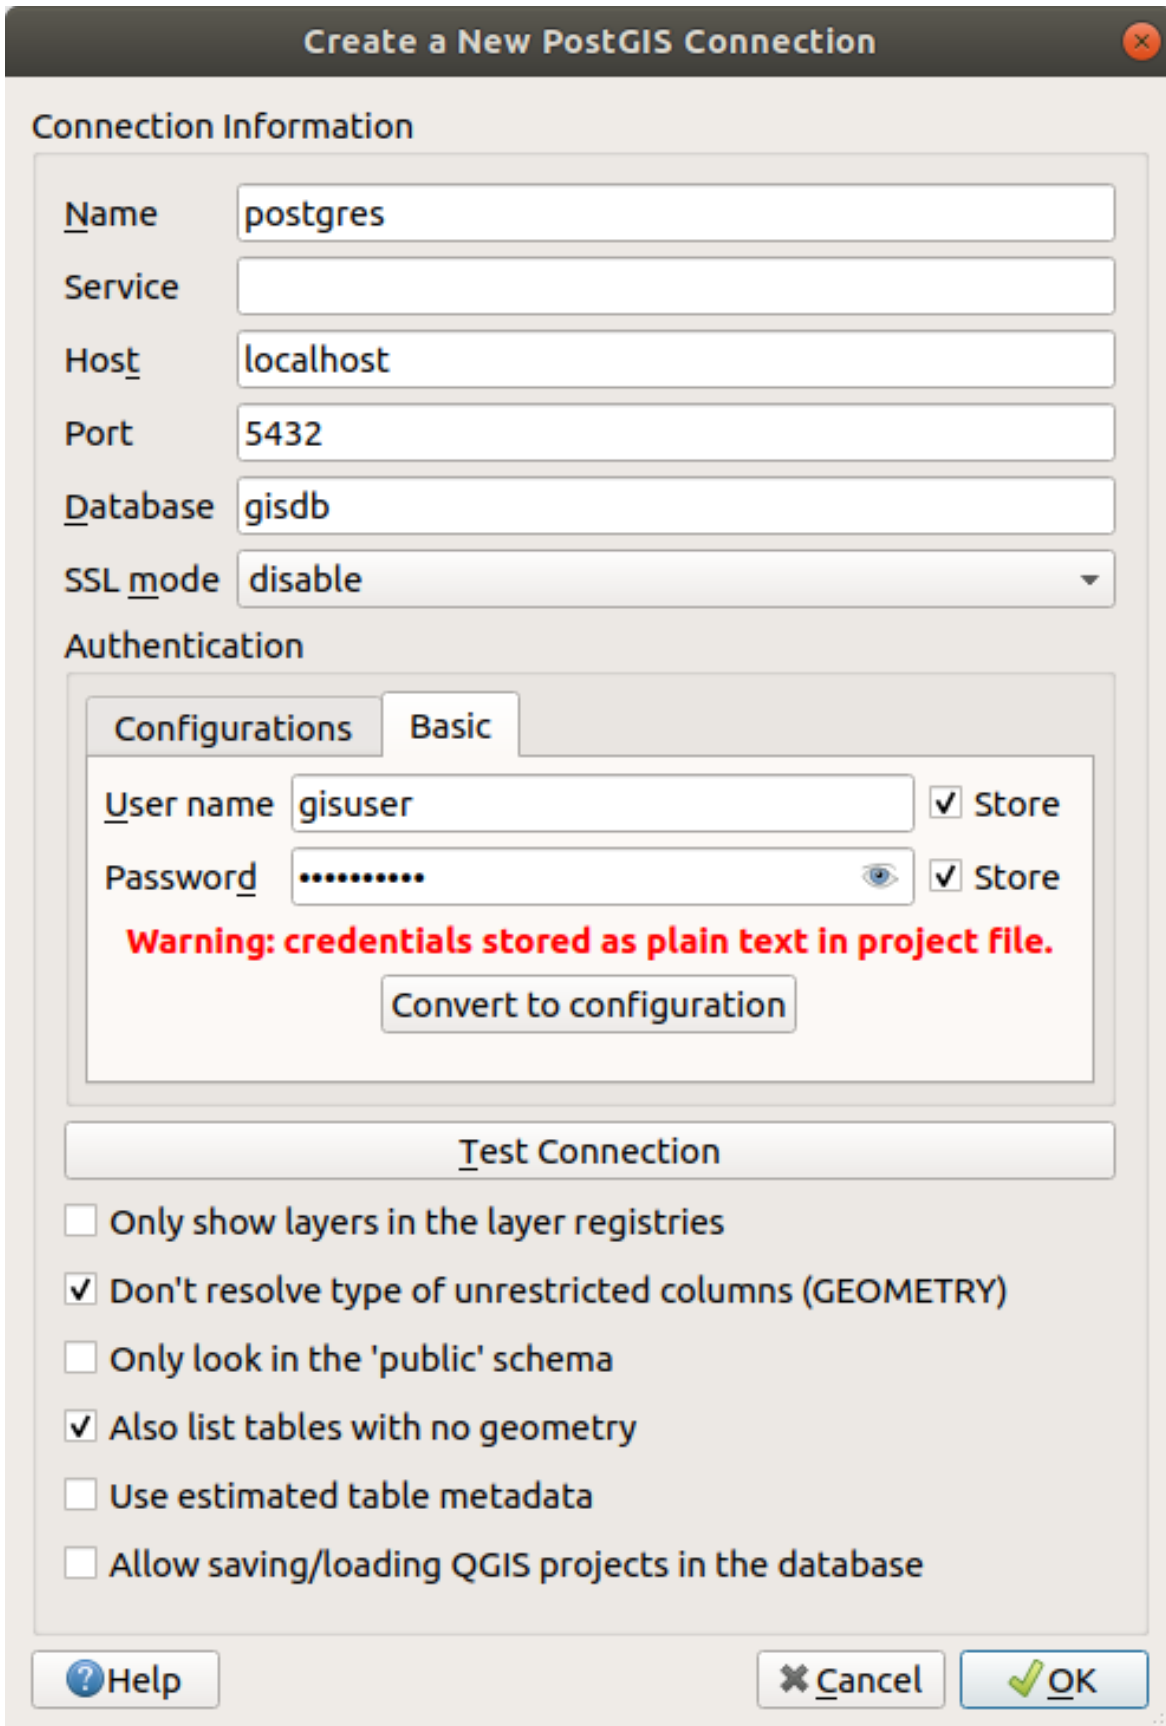 Create a New PostGIS Connection
Connection Information
Name postgres
Service
Host localhost
Port 5432
Database gisdb
SSL mode disable
Authentication
Configurations Basic
User name gisuser Store
Password •••••••••• Store
Warning: credentials stored as plain text in project file.
Convert to configuration
Test Connection
Only show layers in the layer registries
Don't resolve type of unrestricted columns (GEOMETRY)
Only look in the 'public' schema
Also list tables with no geometry
Use estimated table metadata
Allow saving/loading QGIS projects in the database
Help Cancel OK